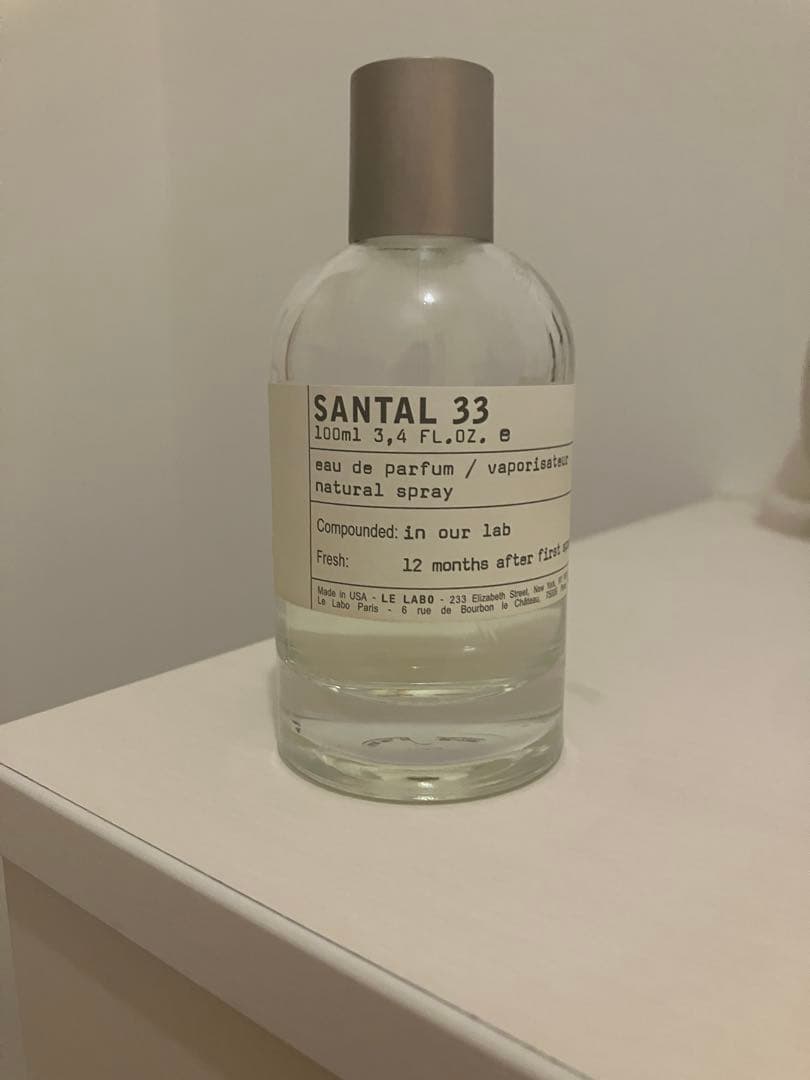 SANTAL 33
100ml 3,4 FL.OZ. e
eau de parfum / vaporisateur
natural spray
Compounded: in our lab
Fresh: 12 months after first
Made in USA - LE LABO - 233 Elizabeth Street, New York,
Le Labo Paris - 6 rue de Bourbon le Château, 75006